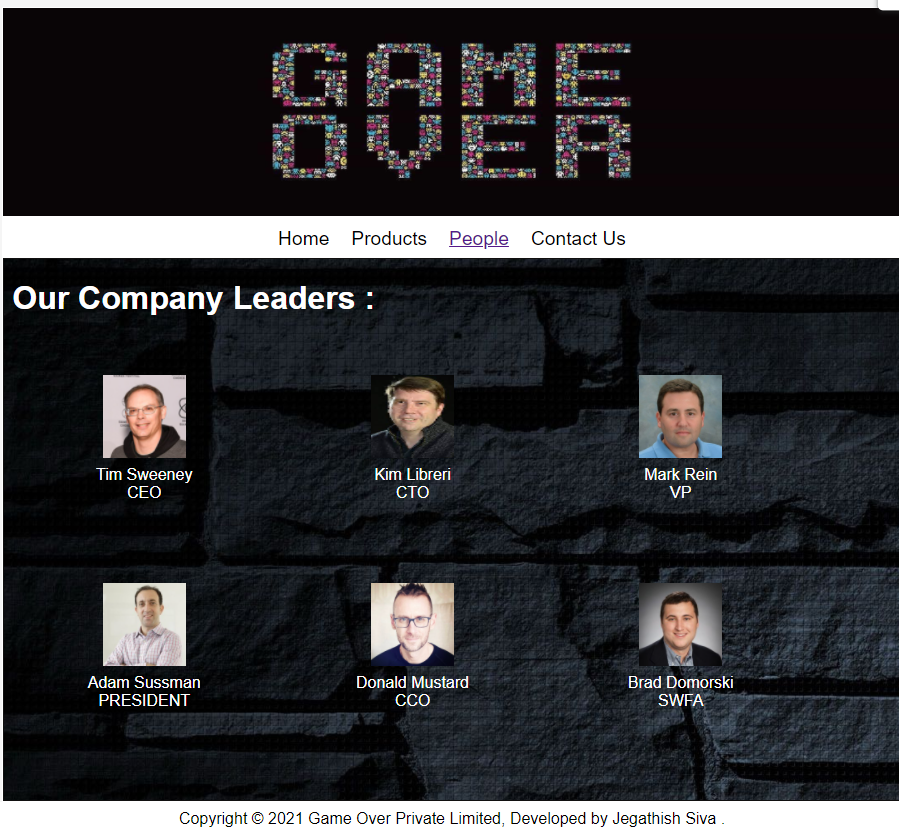 GAME
OVER
Home Products People Contact Us
Our Company Leaders :
Tim Sweeney Kim Libreri Mark Rein
CEO CTO VP
Adam Sussman Donald Mustard Brad Domorski
PRESIDENT CCO SWFA
Copyright © 2021 Game Over Private Limited, Developed by Jegathish Siva .